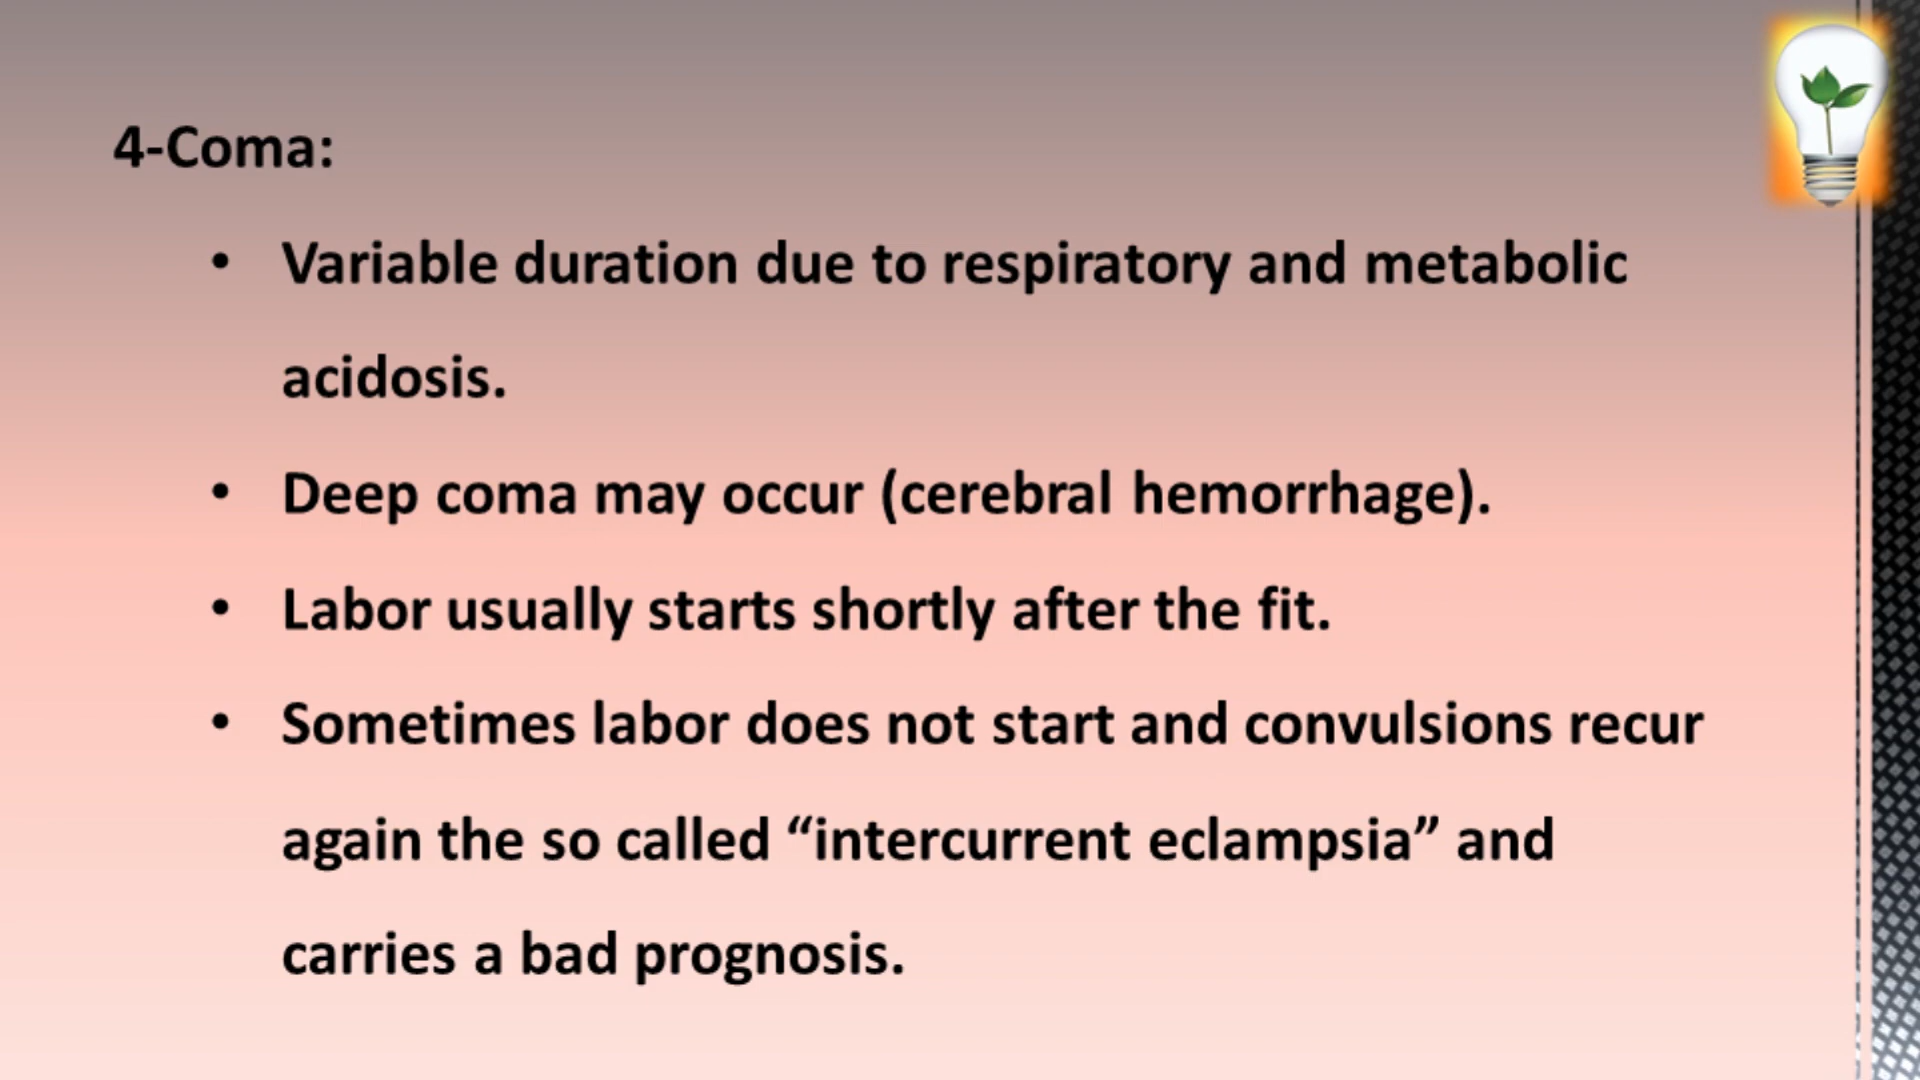 4-Coma:
• Variable duration due to respiratory and metabolic
acidosis.
• Deep coma may occur (cerebral hemorrhage).
• Labor usually starts shortly after the fit.
• Sometimes labor does not start and convulsions recur
again the so called “intercurrent eclampsia” and
carries a bad prognosis.